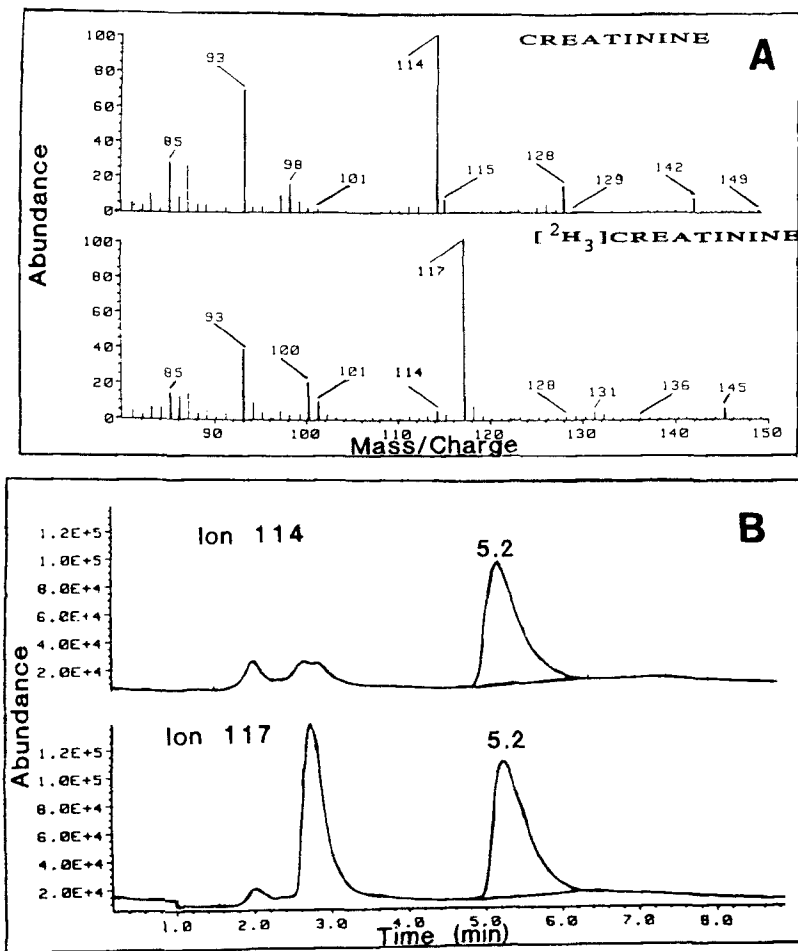 CREATININE
A
Abundance
100
80
60
40
20
0
93
114
85
98
101
115
128
129
142
149
[ ²H₃ ]CREATININE
100
80
60
40
20
0
117
93
100
85
101
114
128
131
136
145
90 100 110 120 130 140 150
Mass/Charge
B
Ion 114
5.2
1.2E+5
1.0E+5
8.0E+4
6.0E+4
4.0E+4
2.0E+4
Abundance
Ion 117
5.2
1.2E+5
1.0E+5
8.0E+4
6.0E+4
4.0E+4
2.0E+4
1.0 2.0 3.0 4.0 5.0 6.0 7.0 8.0
Time (min)